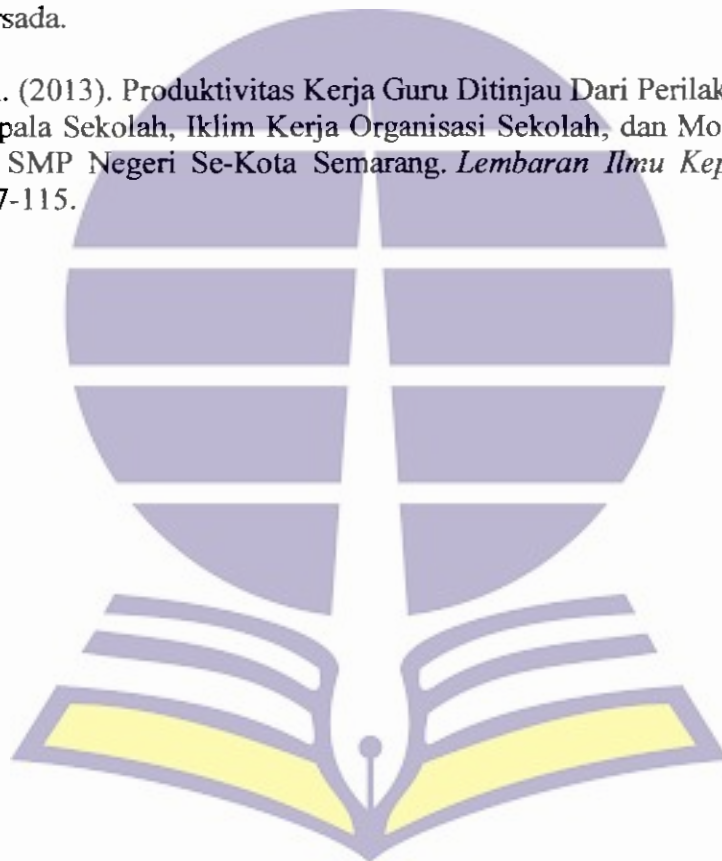 rsada.
. (2013). Produktivitas Kerja Guru Ditinjau Dari Perilak
pala Sekolah, Iklim Kerja Organisasi Sekolah, dan Mo
SMP Negeri Se-Kota Semarang. Lembaran Ilmu Kep
7-115.